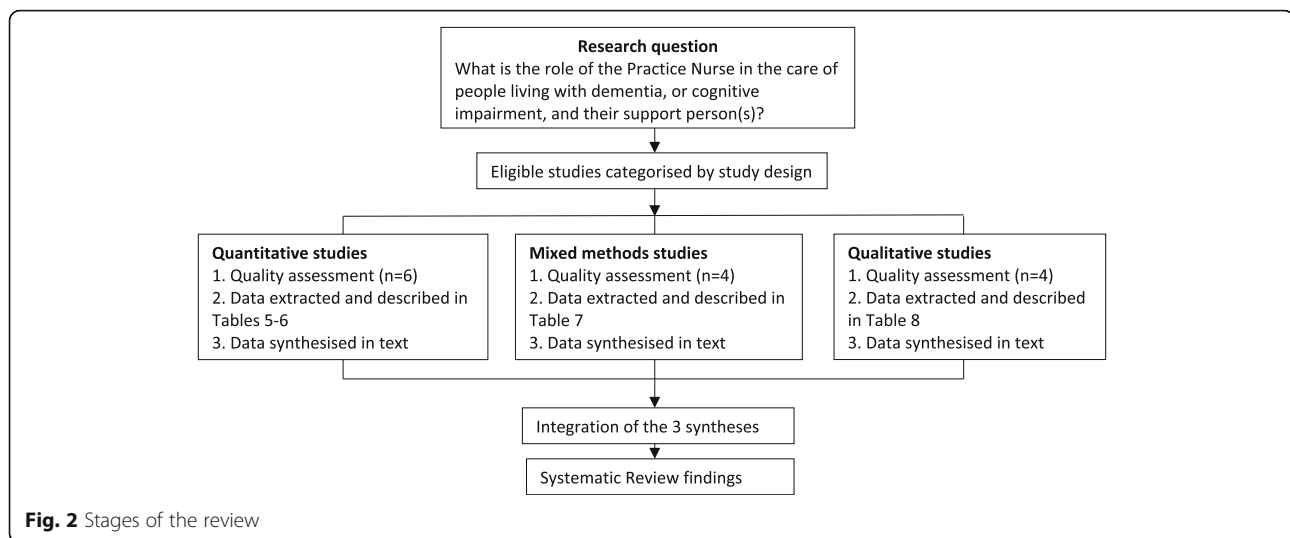 Research question
What is the role of the Practice Nurse in the care of
people living with dementia, or cognitive
impairment, and their support person(s)?
Eligible studies categorised by study design
Quantitative studies
1. Quality assessment (n=6)
2. Data extracted and described in
Tables 5-6
3. Data synthesised in text
Mixed methods studies
1. Quality assessment (n=4)
2. Data extracted and described in
Table 7
3. Data synthesised in text
Qualitative studies
1. Quality assessment (n=4)
2. Data extracted and described
in Table 8
3. Data synthesised in text
Integration of the 3 syntheses
Systematic Review findings
Fig. 2 Stages of the review